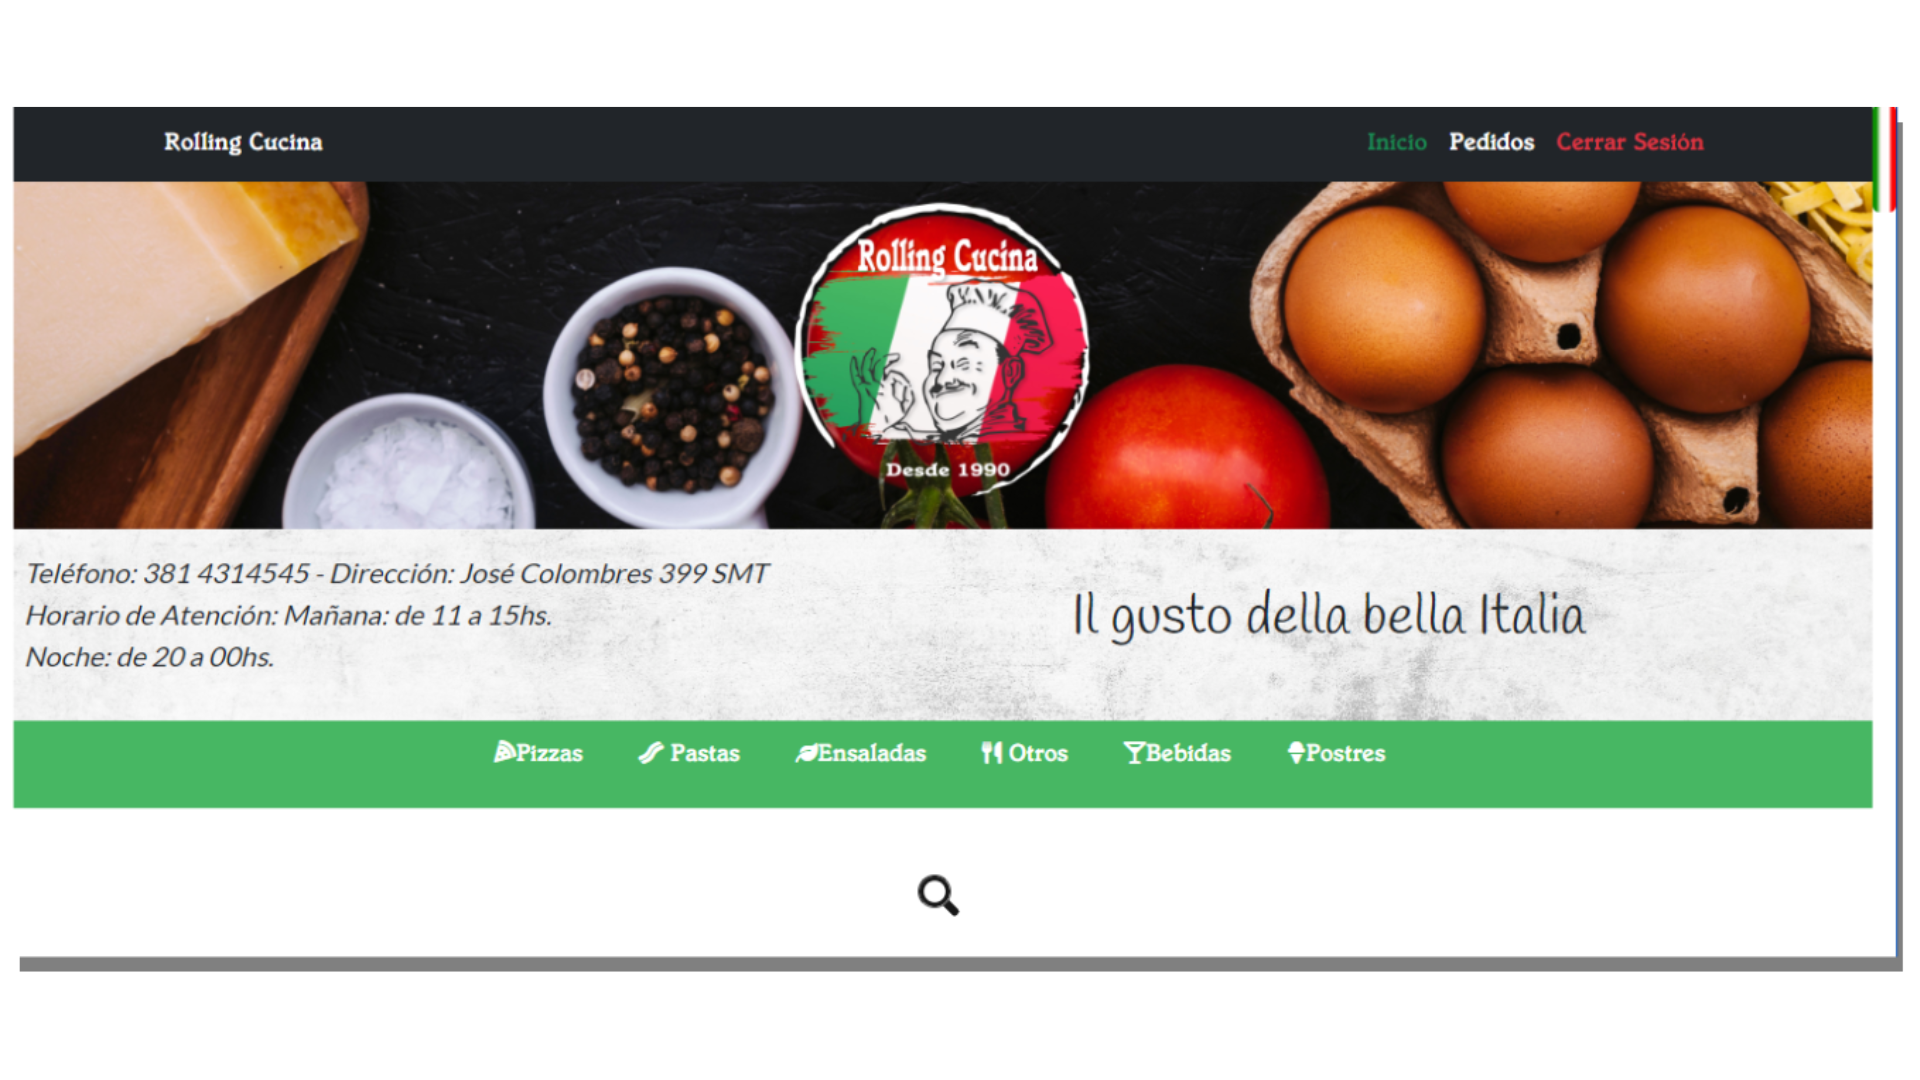 Rolling Cucina
Inicio Pedidos Cerrar Sesión
Rolling Cucina
Desde 1990
Teléfono: 381 4314545 - Dirección: José Colombres 399 SMT
Horario de Atención: Mañana: de 11 a 15hs.
Noche: de 20 a 00hs.
Il gusto della bella Italia
Pizzas Pastas Ensaladas Otros Bebidas Postres